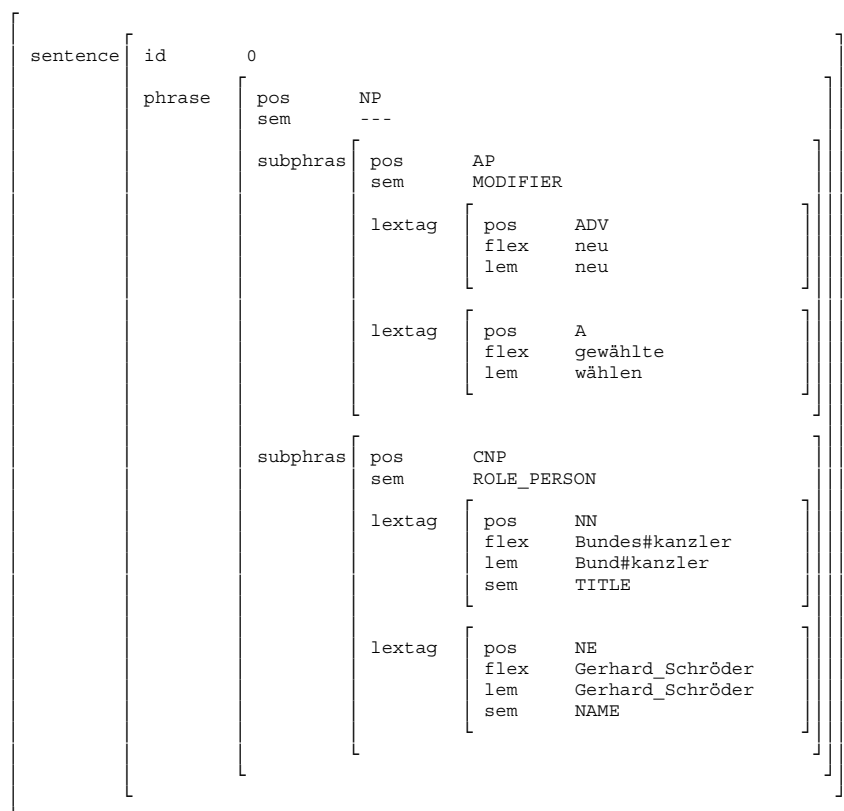 sentence id 0
phrase pos NP
sem ---
subphras pos AP
sem MODIFIER
lextag pos ADV
flex neu
lem neu
lextag pos A
flex gewählte
lem wählen
subphras pos CNP
sem ROLE_PERSON
lextag pos NN
flex Bundes#kanzler
lem Bund#kanzler
sem TITLE
lextag pos NE
flex Gerhard_Schröder
lem Gerhard_Schröder
sem NAME